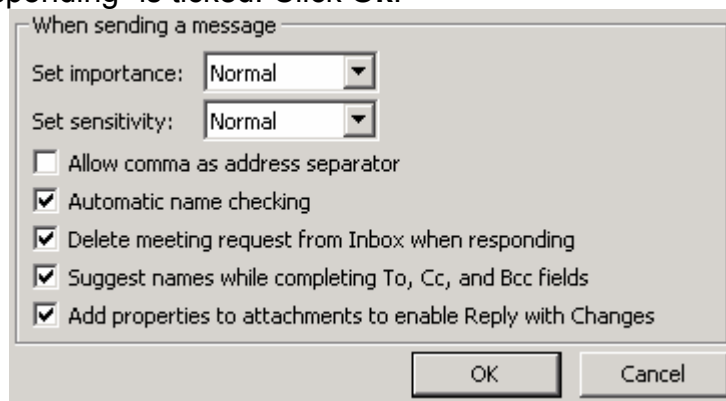 is ticked. Click OK.
When sending a message
Set importance: Normal
Set sensitivity: Normal
Allow comma as address separator
Automatic name checking
Delete meeting request from Inbox when responding
Suggest names while completing To, Cc, and Bcc fields
Add properties to attachments to enable Reply with Changes
OK Cancel